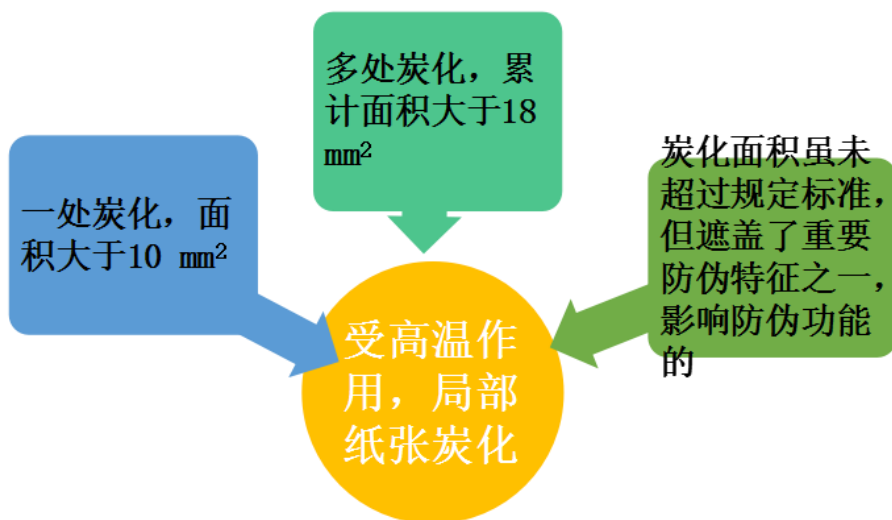 一处炭化，面
积大于10 mm²
多处炭化，累
计面积大于18
mm²
炭化面积虽未
超过规定标准，
但遮盖了重要
防伪特征之一，
影响防伪功能
的
受高温作
用，局部
纸张炭化